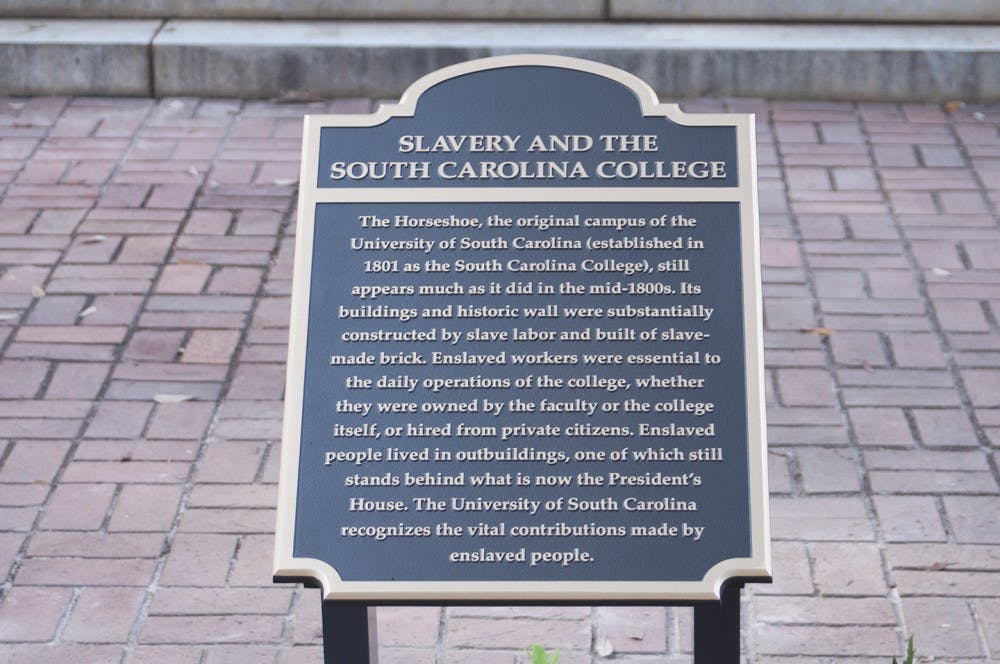 SLAVERY AND THE
SOUTH CAROLINA COLLEGE
The Horseshoe, the original campus of the
University of South Carolina (established in
1801 as the South Carolina College), still
appears much as it did in the mid-1800s. Its
buildings and historic wall were substantially
constructed by slave labor and built of slave-
made brick. Enslaved workers were essential to
the daily operations of the college, whether
they were owned by the faculty or the college
itself, or hired from private citizens. Enslaved
people lived in outbuildings, one of which still
stands behind what is now the President's
House. The University of South Carolina
recognizes the vital contributions made by
enslaved people.